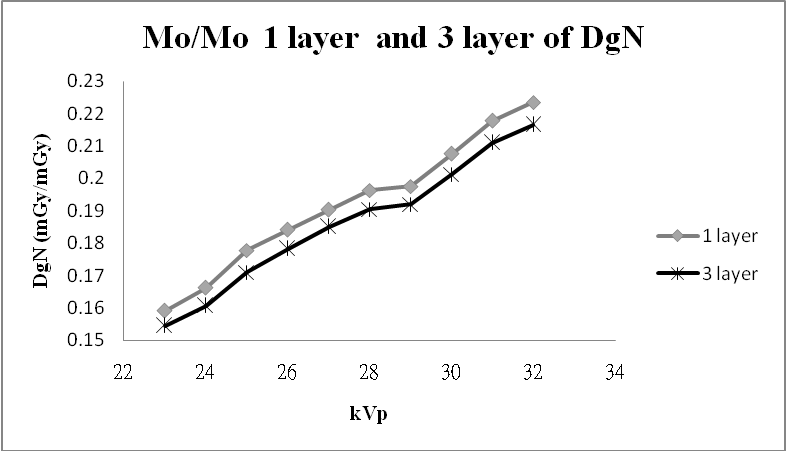 Mo/Mo 1 layer and 3 layer of DgN
DgN (mGy/mGy)
0.23
0.22
0.21
0.2
0.19
0.18
0.17
0.16
0.15
22 24 26 28 30 32 34
kVp
1 layer
3 layer